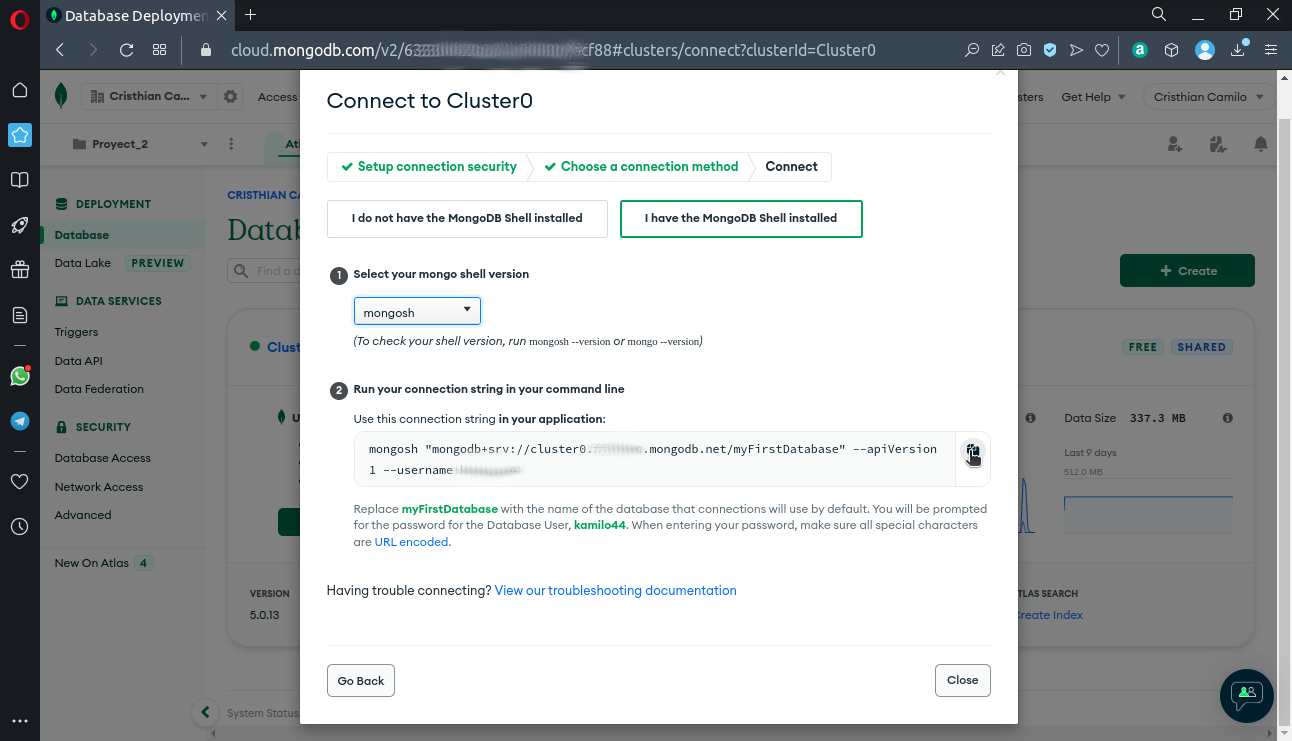 Database Deploymen
cloud.mongodb.com/v2/6333 cf88#clusters/connect?clusterId=Cluster0
Cristhian Ca...
Access
sters
Get Help
Cristhian Camilo
Proyect_2
Atl
DEPLOYMENT
Database
Data Lake PREVIEW
DATA SERVICES
Triggers
Data API
Data Federation
SECURITY
Database Access
Network Access
Advanced
New On Atlas 4
CRISTHIAN CA
Datab
Find a d
Clust
VERSION
5.0.13
System Status
Connect to Cluster0
Setup connection security
Choose a connection method
Connect
I do not have the MongoDB Shell installed
I have the MongoDB Shell installed
1 Select your mongo shell version
mongosh
(To check your shell version, run mongosh --version or mongo --version)
2 Run your connection string in your command line
Use this connection string in your application:
mongosh "mongodb+srv://cluster0. .mongodb.net/myFirstDatabase" --apiVersion
1 --username
Replace myFirstDatabase with the name of the database that connections will use by default. You will be prompted
for the password for the Database User, kamilo44. When entering your password, make sure all special characters
are URL encoded.
Having trouble connecting? View our troubleshooting documentation
Go Back
Close
+ Create
FREE SHARED
Data Size 337.3 MB
Last 9 days
512.0 MB
TLAS SEARCH
Create Index